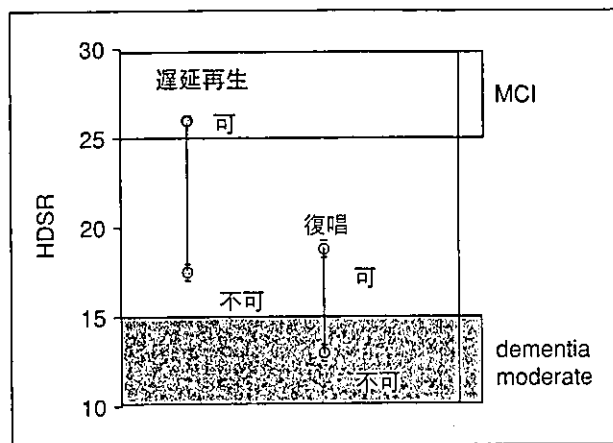 30
25
20
15
10
HDSR
遅延再生
可
不可
復唱
可
不可
MCI
dementia
moderate